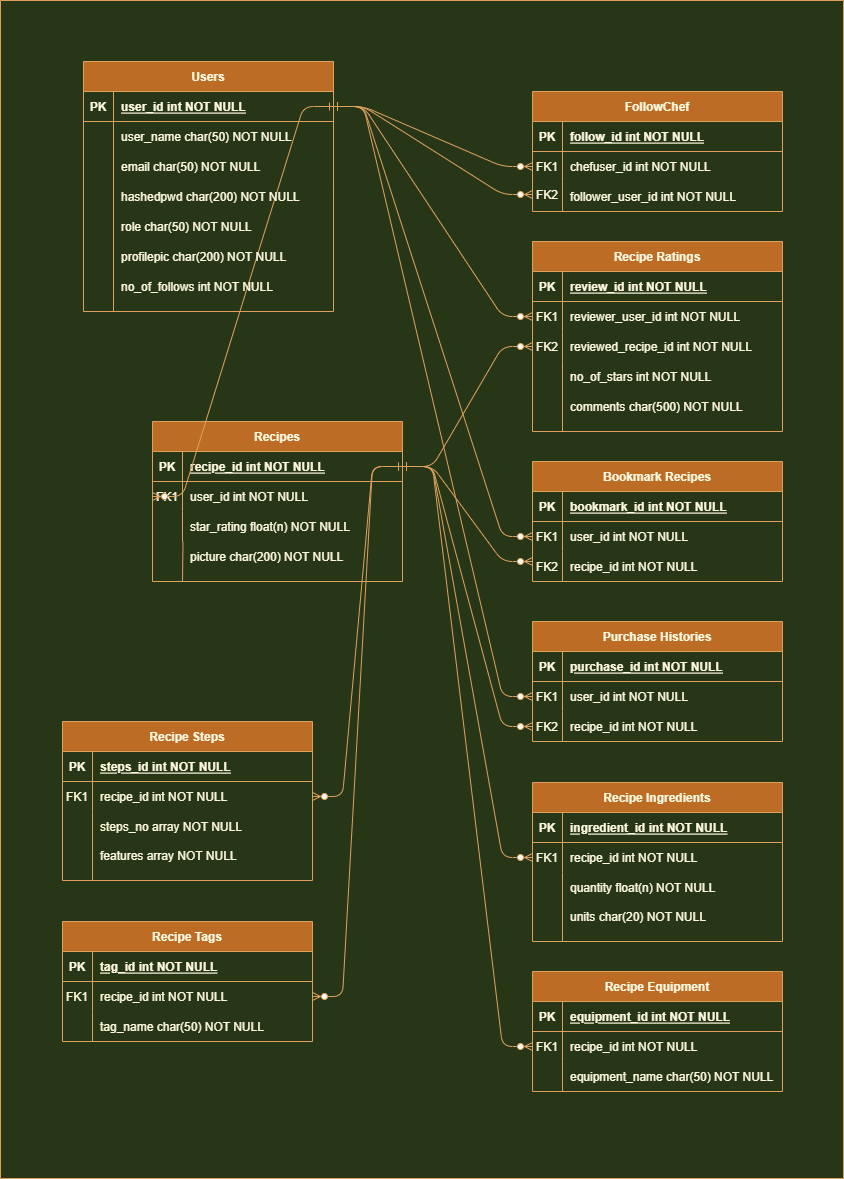 Users
PK user_id int NOT NULL
user_name char(50) NOT NULL
email char(50) NOT NULL
hashedpwd char(200) NOT NULL
role char(50) NOT NULL
profilepic char(200) NOT NULL
no_of_follows int NOT NULL
FollowChef
PK follow_id int NOT NULL
FK1 chefuser_id int NOT NULL
FK2 follower_user_id int NOT NULL
Recipe Ratings
PK review_id int NOT NULL
FK1 reviewer_user_id int NOT NULL
FK2 reviewed_recipe_id int NOT NULL
no_of_stars int NOT NULL
comments char(500) NOT NULL
Recipes
PK recipe_id int NOT NULL
FK1 user_id int NOT NULL
star_rating float(n) NOT NULL
picture char(200) NOT NULL
Bookmark Recipes
PK bookmark_id int NOT NULL
FK1 user_id int NOT NULL
FK2 recipe_id int NOT NULL
Purchase Histories
PK purchase_id int NOT NULL
FK1 user_id int NOT NULL
FK2 recipe_id int NOT NULL
Recipe Steps
PK steps_id int NOT NULL
FK1 recipe_id int NOT NULL
steps_no array NOT NULL
features array NOT NULL
Recipe Ingredients
PK ingredient_id int NOT NULL
FK1 recipe_id int NOT NULL
quantity float(n) NOT NULL
units char(20) NOT NULL
Recipe Tags
PK tag_id int NOT NULL
FK1 recipe_id int NOT NULL
tag_name char(50) NOT NULL
Recipe Equipment
PK equipment_id int NOT NULL
FK1 recipe_id int NOT NULL
equipment_name char(50) NOT NULL